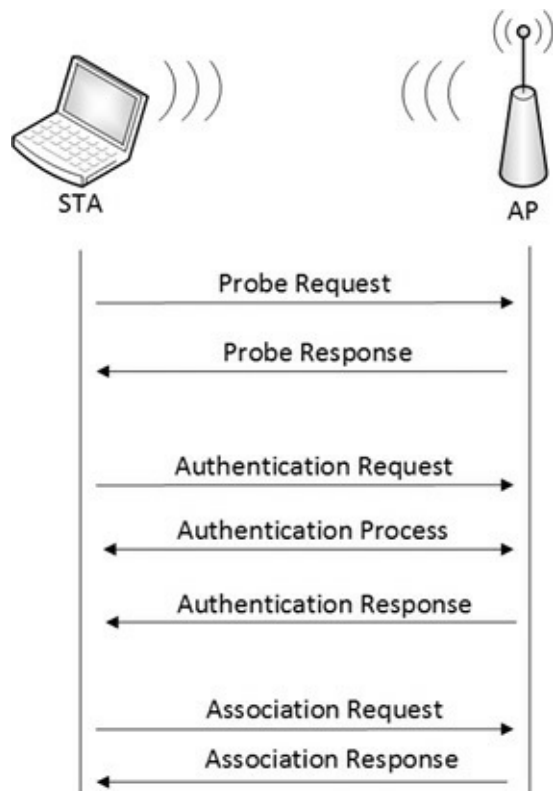 STA
AP
Probe Request
Probe Response
Authentication Request
Authentication Process
Authentication Response
Association Request
Association Response